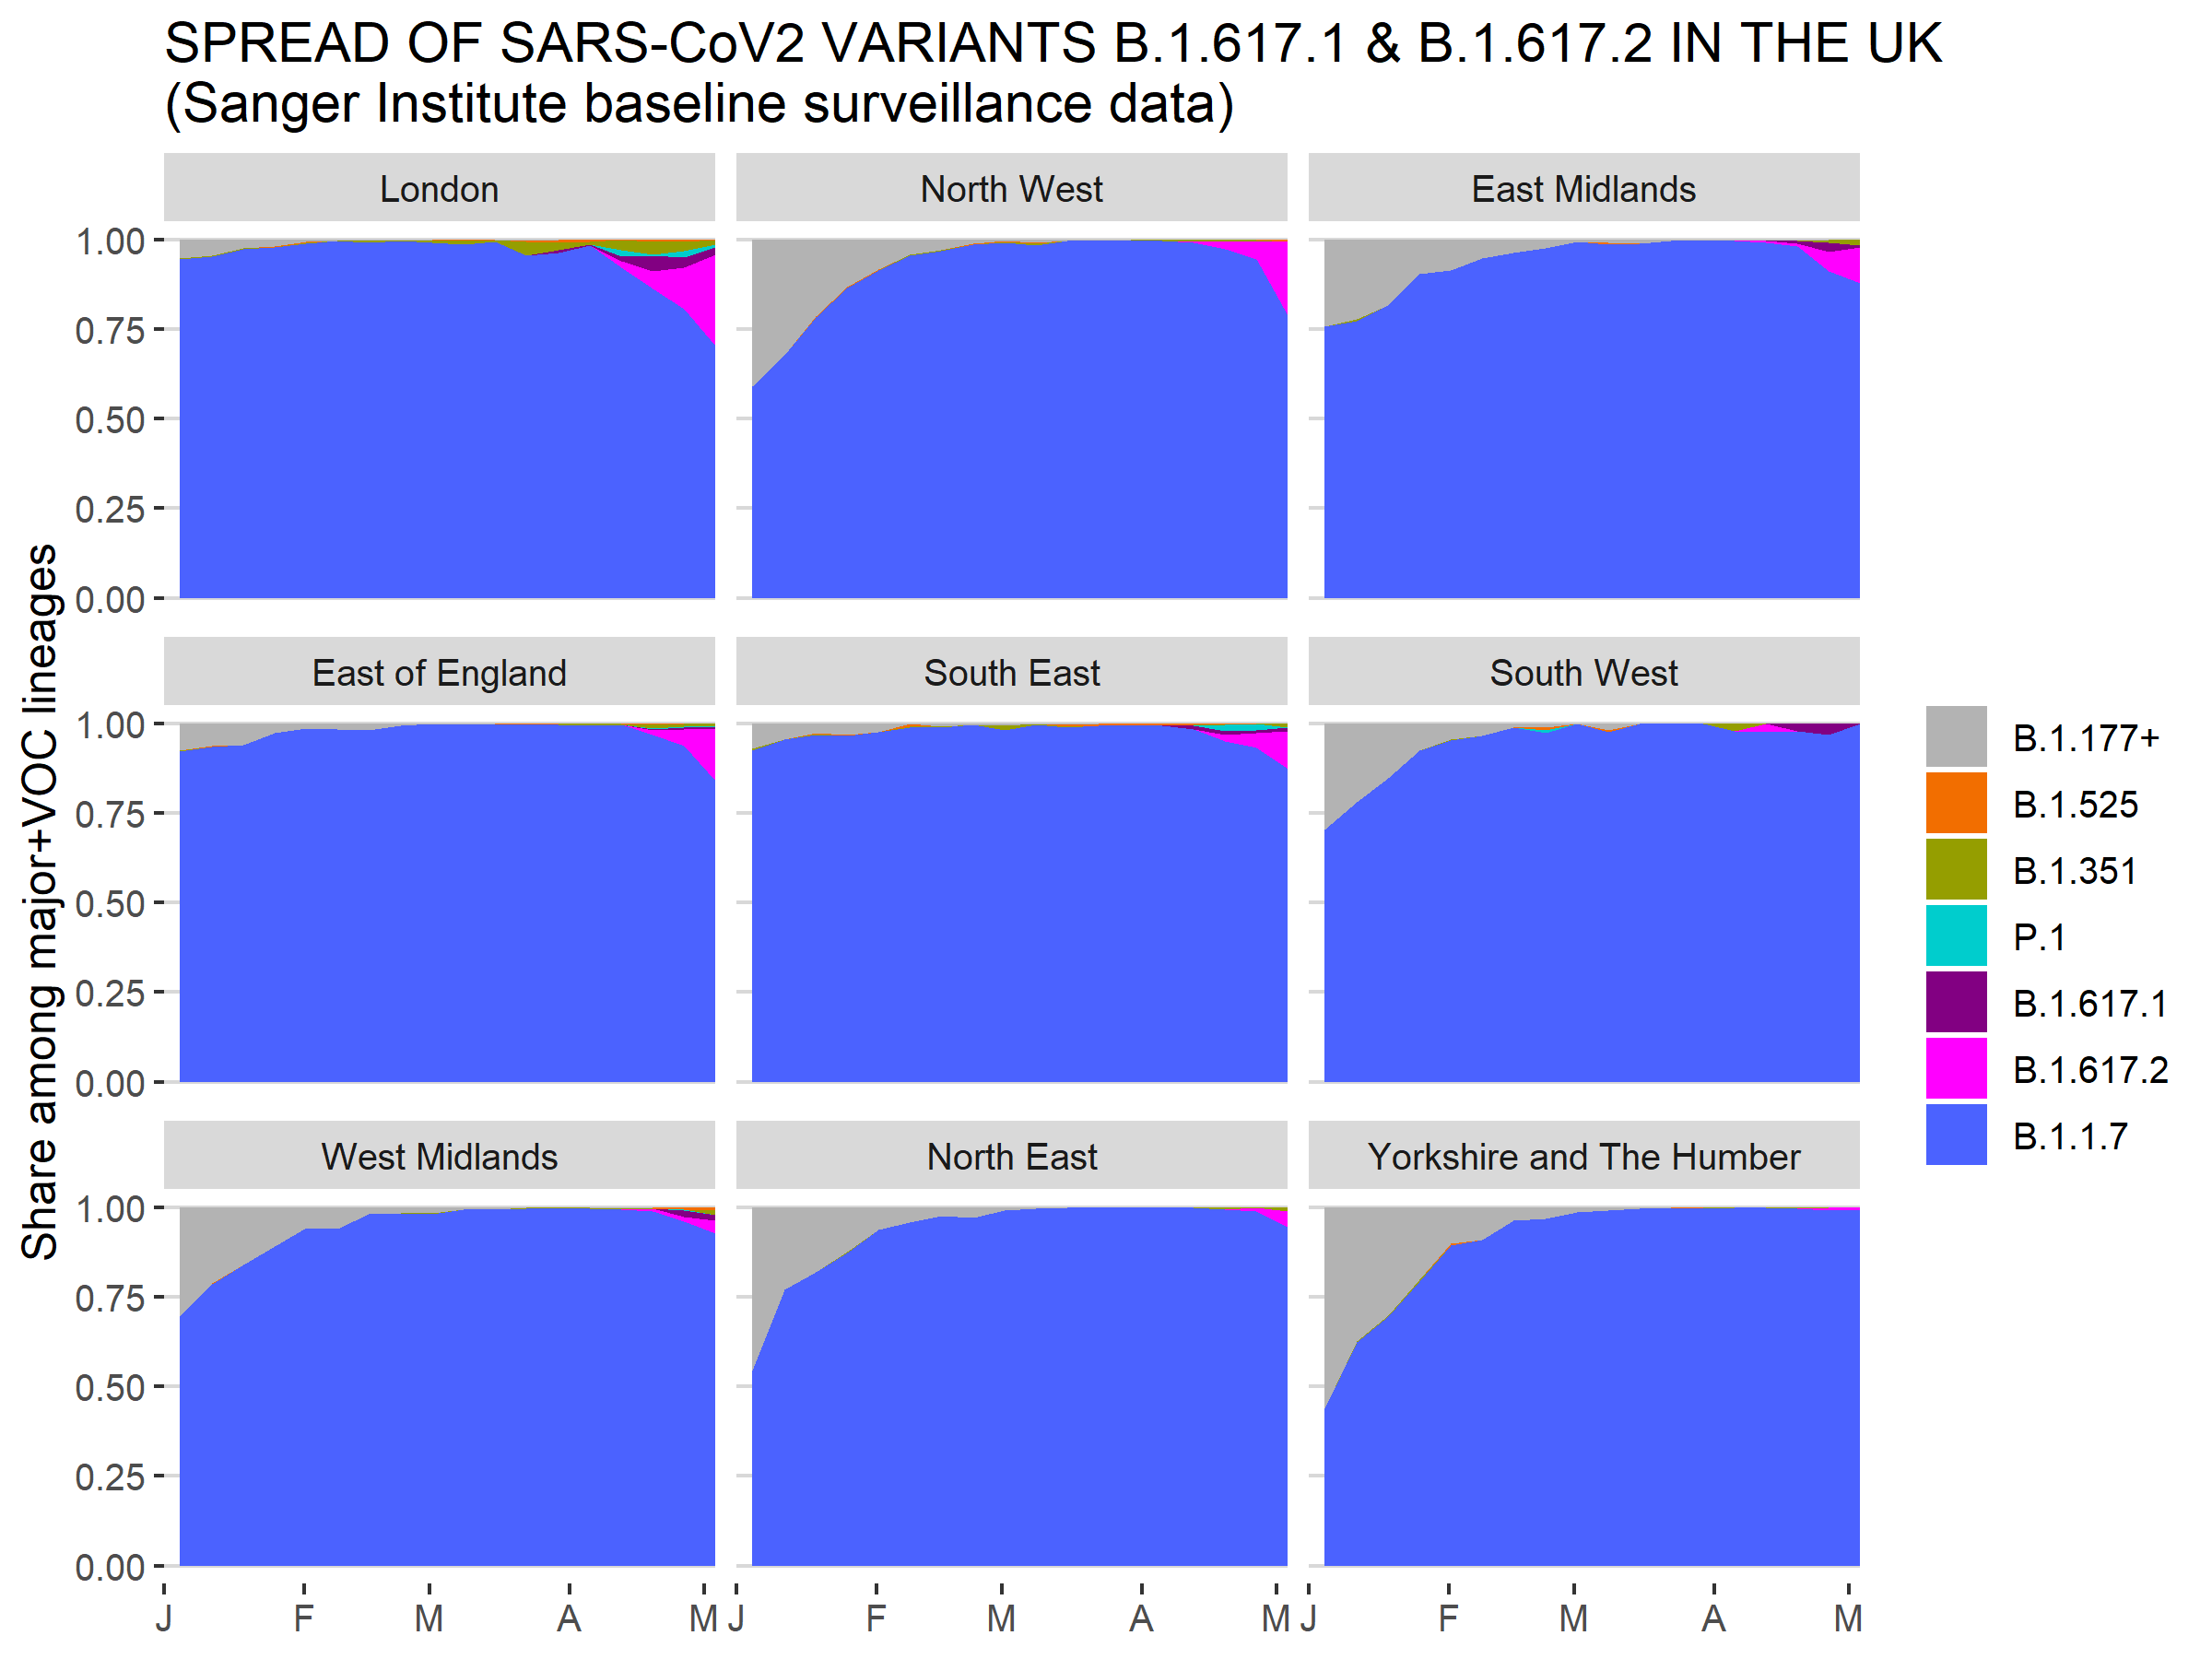 SPREAD OF SARS-CoV2 VARIANTS B.1.617.1 & B.1.617.2 IN THE UK
(Sanger Institute baseline surveillance data)
Share among major+VOC lineages
London
North West
East Midlands
1.00
0.75
0.50
0.25
0.00
East of England
South East
South West
1.00
0.75
0.50
0.25
0.00
West Midlands
North East
Yorkshire and The Humber
1.00
0.75
0.50
0.25
0.00
J F M A M
J F M A M
J F M A M
B.1.177+
B.1.525
B.1.351
P.1
B.1.617.1
B.1.617.2
B.1.1.7